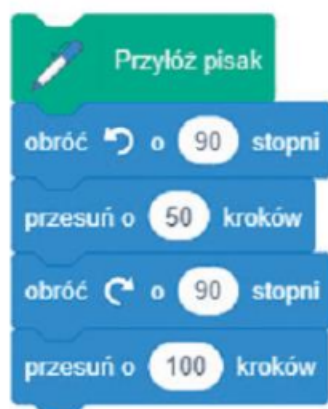 Przyłóż pisak
obróć o 90 stopni
przesuń o 50 kroków
obróć o 90 stopni
przesuń o 100 kroków